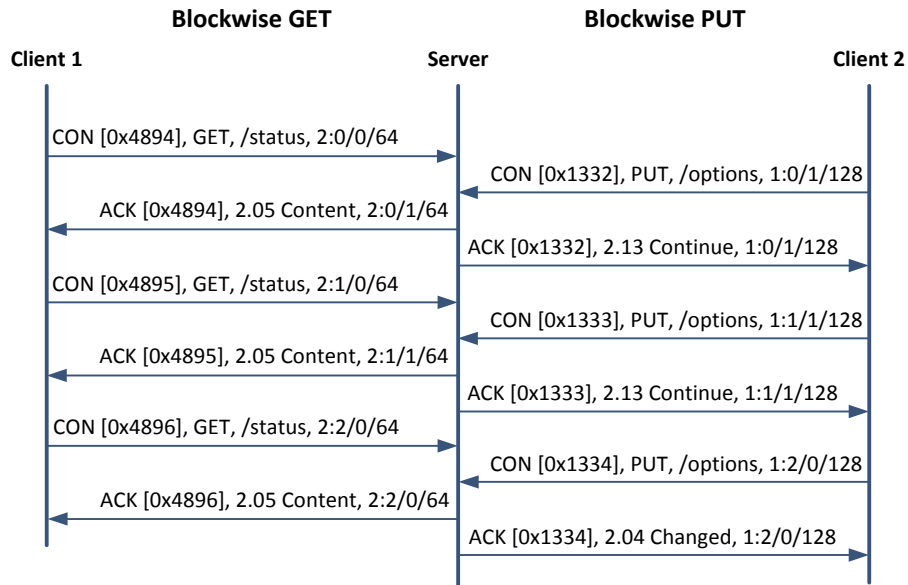 Blockwise GET
Blockwise PUT
Client 1
Server
Client 2
CON [0x4894], GET, /status, 2:0/0/64
CON [0x1332], PUT, /options, 1:0/1/128
ACK [0x4894], 2.05 Content, 2:0/1/64
ACK [0x1332], 2.13 Continue, 1:0/1/128
CON [0x4895], GET, /status, 2:1/0/64
CON [0x1333], PUT, /options, 1:1/1/128
ACK [0x4895], 2.05 Content, 2:1/1/64
ACK [0x1333], 2.13 Continue, 1:1/1/128
CON [0x4896], GET, /status, 2:2/0/64
CON [0x1334], PUT, /options, 1:2/0/128
ACK [0x4896], 2.05 Content, 2:2/0/64
ACK [0x1334], 2.04 Changed, 1:2/0/128